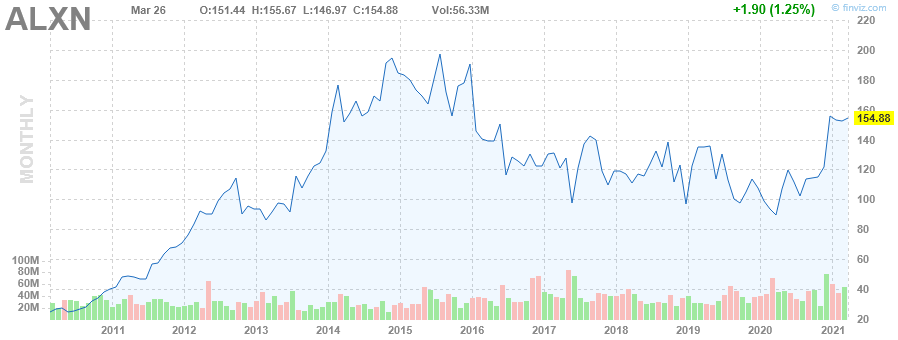 ALXN Mar 26 O:151.44 H:155.67 L:146.97 C:154.88 Vol:56.33M +1.90 (1.25%) © finviz.com
MONTHLY
220
200
180
160
154.88
140
120
100
80
60
40
20
100M
80M
60M
40M
20M
2011 2012 2013 2014 2015 2016 2017 2018 2019 2020 2021